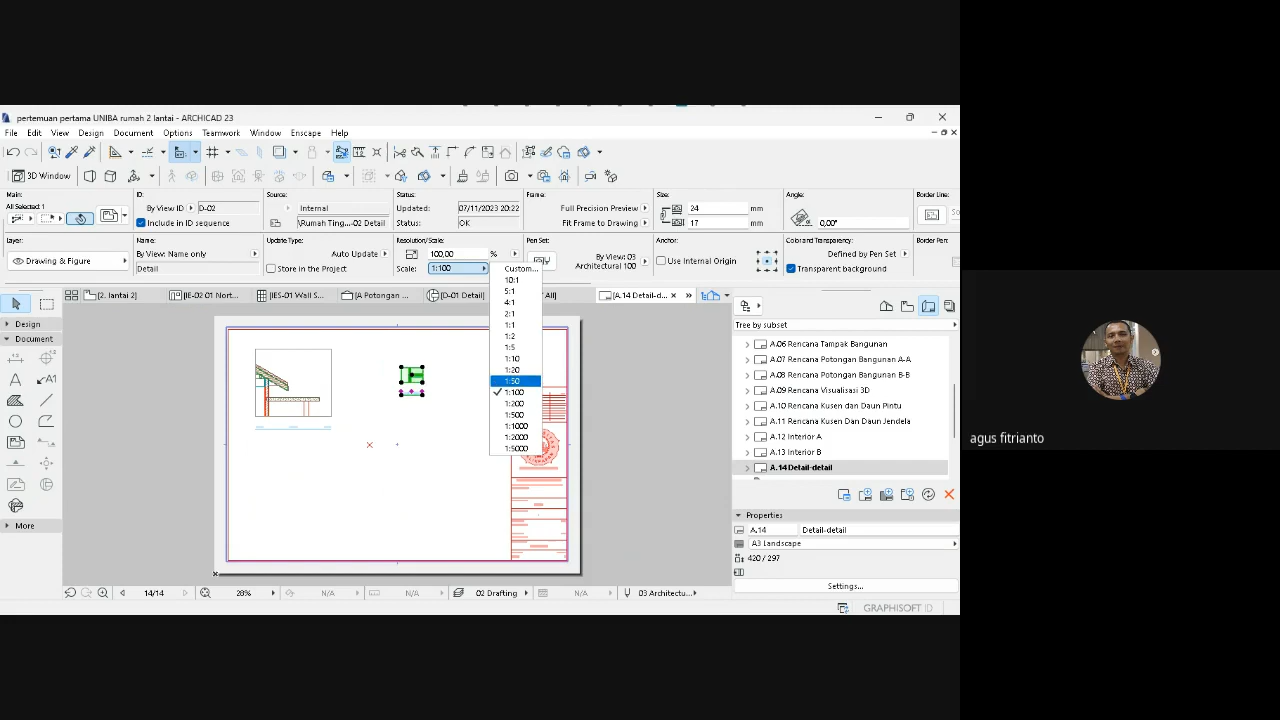 pertemuan pertama UNIBA rumah 2 lantai - ARCHICAD 23
File Edit View Design Document Options Teamwork Window Enscape Help
3D Window
Main:
All Selected: 1
ID:
By View ID
D-02
Include in ID sequence
Source:
Internal
\Rumah Ting....-02 Detail
Status:
Updated: 07/11/2023 20:22
Status: OK
Frame:
Full Precision Preview
Fit Frame to Drawing
Size:
24 mm
17 mm
Angle:
0,00°
Border Line:
Layer:
Drawing & Figure
Name:
By View: Name only
Detail
Update Type:
Auto Update
Store in the Project
Resolution/Scale:
100,00 %
Scale: 1:100
Pen Set:
By View: 03
Architectural 100
Anchor:
Use Internal Origin
Color and Transparency:
Defined by Pen Set
Transparent background
Border Pen:
Custom...
10:1
5:1
4:1
2:1
1:1
1:2
1:5
1:10
1:20
1:50
1:100
1:200
1:500
1:1000
1:2000
1:5000
[2. lantai 2]
[IE-02 01 Nort...
[IES-01 Wall S...
[A Potongan ...
[D-01 Detail]
All]
[A.14 Detail-d...
Design
Document
More
Tree by subset
A.06 Rencana Tampak Bangunan
A.07 Rencana Potongan Bangunan A-A
A.08 Rencana Potongan Bangunan B-B
A.09 Rencana Visualisasi 3D
A.10 Rencana Kusen dan Daun Pintu
A.11 Rencana Kusen Dan Daun Jendela
A.12 Interior A
A.13 Interior B
A.14 Detail-detail
Properties
A.14 Detail-detail
A3 Landscape
420 / 297
Settings...
14/14
28%
N/A
N/A
02 Drafting
N/A
03 Architectu...
GRAPHISOFT ID
agus fitrianto